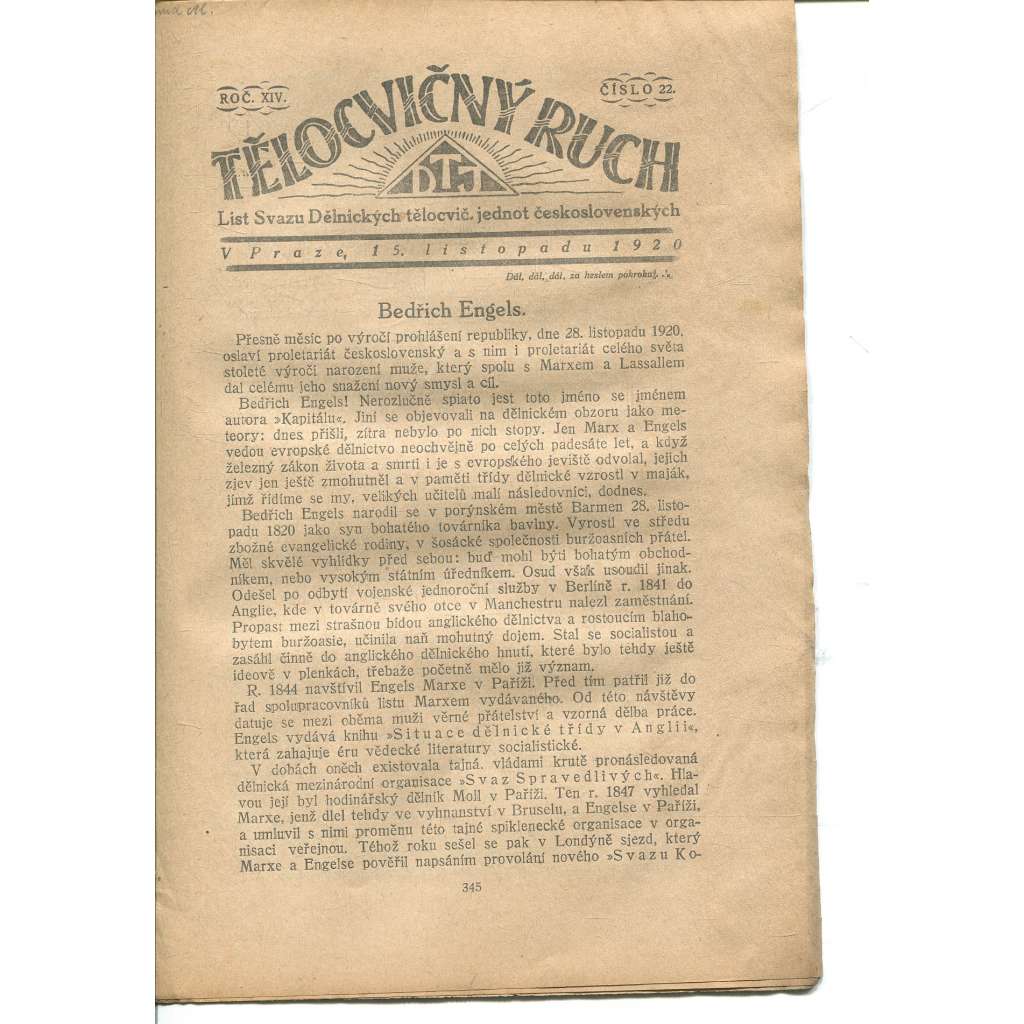 ROČ. XIV.
ČÍSLO 22.
TĚLOCVIČNÝ RUCH
DTJ
List Svazu Dělnických tělocvič. jednot československých
V Praze, 15. listopadu 1920
Dál, dál, dál, za heslem pokrokuj.
Bedřich Engels.
Přesně měsíc po výročí prohlášení republiky, dne 28. listopadu 1920,
oslaví proletariát československý a s ním i proletariát celého světa
stoleté výročí narození muže, který spolu s Marxem a Lassallem
dal celému jeho snažení nový smysl a cíl.
Bedřich Engels! Nerozlučně spiato jest toto jméno se jménem
autora »Kapitálu«. Jiní se objevovali na dělnickém obzoru jako me-
teory: dnes přišli, zítra nebylo po nich stopy. Jen Marx a Engels
vedou evropské dělnictvo neochvějně po celých padesáte let, a když
železný zákon života a smrti i je s evropského jeviště odvolal, jejich
zjev jen ještě zmohutněl a v paměti třídy dělnické vzrostl v maják,
jímž řídíme se my, velikých učitelů malí následovníci, dodnes.
Bedřich Engels narodil se v porýnském městě Barmen 28. listo-
padu 1820 jako syn bohatého továrníka bavlny. Vyrostl ve středu
zbožné evangelické rodiny, v šosácké společnosti buržoasních přátel.
Měl skvělé vyhlídky před sebou: buď mohl býti bohatým obchod-
níkem, nebo vysokým státním úředníkem. Osud však usoudil jinak.
Odešel po odbytí vojenské jednoroční služby v Berlíně r. 1841 do
Anglie, kde v továrně svého otce v Manchestru nalezl zaměstnání.
Propast mezi strašnou bídou anglického dělnictva a rostoucím blaho-
bytem buržoasie, učinila naň mohutný dojem. Stal se socialistou a
zasáhl činně do anglického dělnického hnutí, které bylo tehdy ještě
ideově v plenkách, třebaže početně mělo již význam.
R. 1844 navštívil Engels Marxe v Paříži. Před tím patřil již do
řad spolupracovníků listu Marxem vydávaného. Od této návštěvy
datuje se mezi oběma muži věrné přátelství a vzorná dělba práce.
Engels vydává knihu »Situace dělnické třídy v Anglii«,
která zahajuje éru vědecké literatury socialistické.
V dobách oněch existovala tajná, vládami krutě pronásledovaná
dělnická mezinárodní organisace »Svaz Spravedlivých«. Hla-
vou její byl hodinářský dělník Moll v Paříži. Ten r. 1847 vyhledal
Marxe, jenž dlel tehdy ve vyhnanství v Bruselu, a Engelse v Paříži,
a umluvil s nimi proměnu této tajné spiklenecké organisace v orga-
nisaci veřejnou. Téhož roku sešel se pak v Londýně sjezd, který
Marxe a Engelse pověřil napsáním provolání nového »Svazu Ko-
345